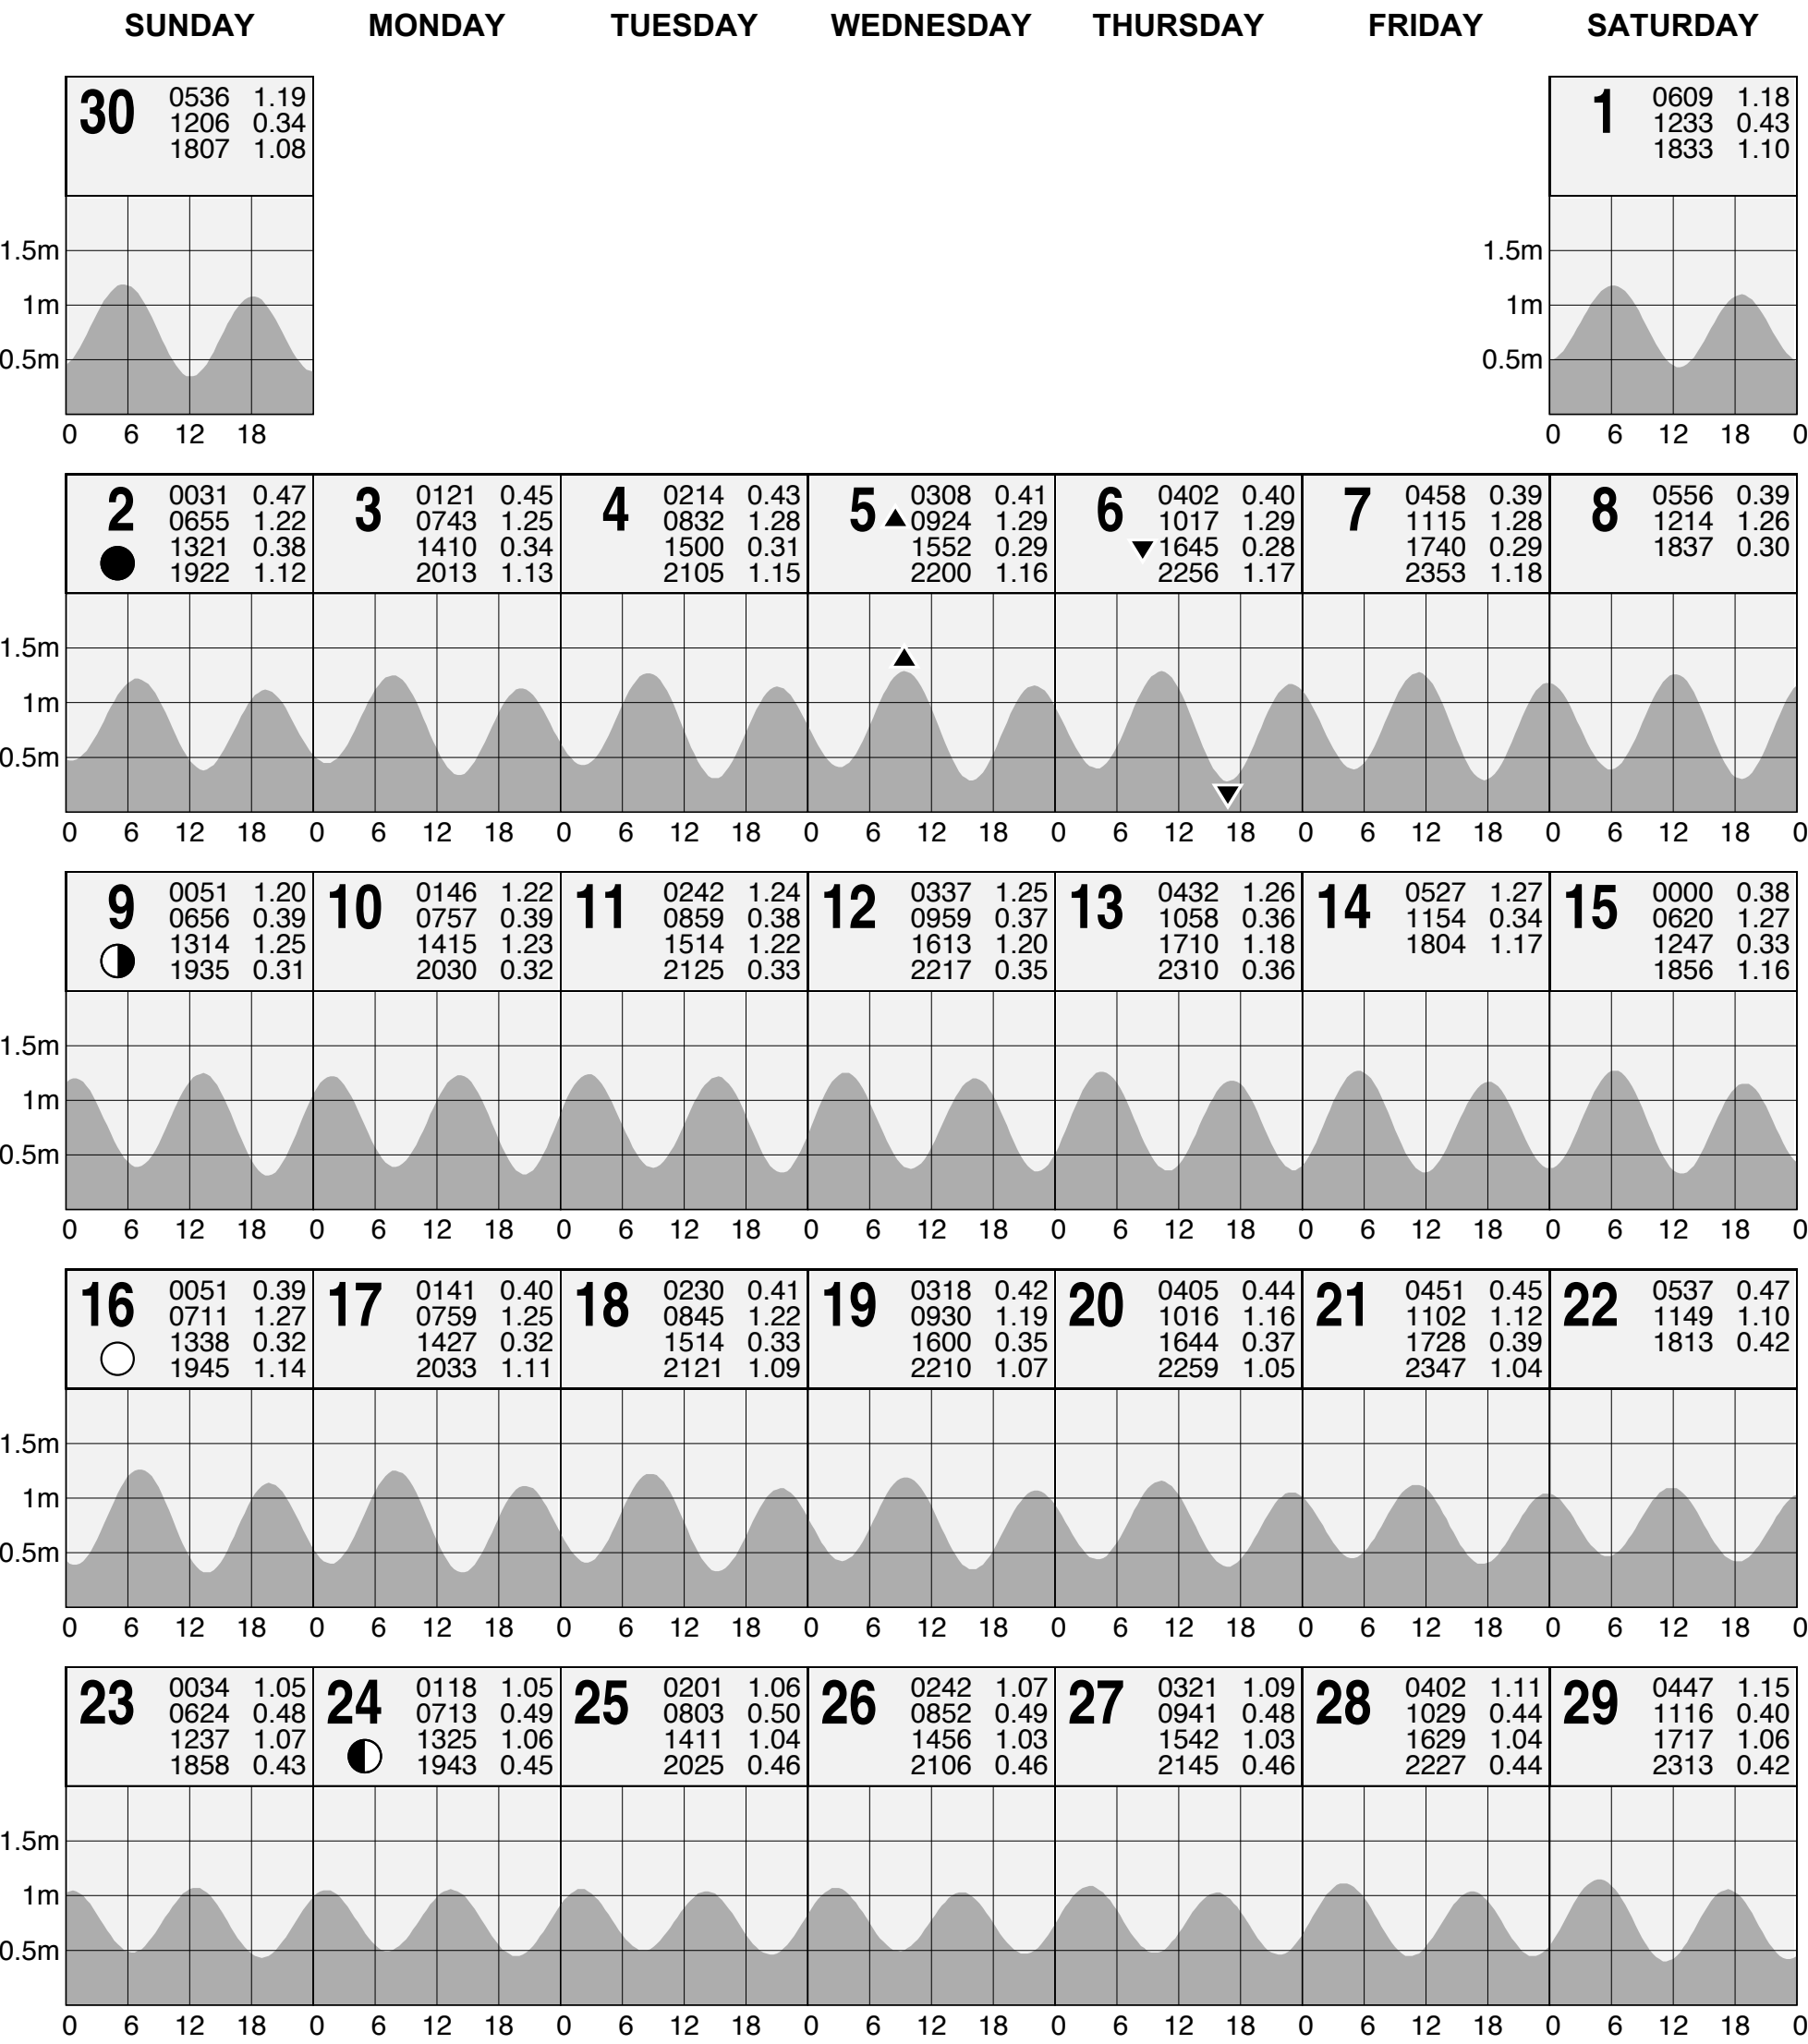 SUNDAY MONDAY TUESDAY WEDNESDAY THURSDAY FRIDAY SATURDAY
30 0536 1.19
1206 0.34
1807 1.08
1.5m
1m
0.5m
0 6 12 18
1 0609 1.18
1233 0.43
1833 1.10
1.5m
1m
0.5m
0 6 12 18 0
2 0031 0.47
0655 1.22
1321 0.38
1922 1.12
3 0121 0.45
0743 1.25
1410 0.34
2013 1.13
4 0214 0.43
0832 1.28
1500 0.31
2105 1.15
5 0308 0.41
0924 1.29
1552 0.29
2200 1.16
6 0402 0.40
1017 1.29
1645 0.28
2256 1.17
7 0458 0.39
1115 1.28
1740 0.29
2353 1.18
8 0556 0.39
1214 1.26
1837 0.30
1.5m
1m
0.5m
0 6 12 18 0 6 12 18 0 6 12 18 0 6 12 18 0 6 12 18 0 6 12 18 0 6 12 18 0
9 0051 1.20
0656 0.39
1314 1.25
1935 0.31
10 0146 1.22
0757 0.39
1415 1.23
2030 0.32
11 0242 1.24
0859 0.38
1514 1.22
2125 0.33
12 0337 1.25
0959 0.37
1613 1.20
2217 0.35
13 0432 1.26
1058 0.36
1710 1.18
2310 0.36
14 0527 1.27
1154 0.34
1804 1.17
15 0000 0.38
0620 1.27
1247 0.33
1856 1.16
1.5m
1m
0.5m
0 6 12 18 0 6 12 18 0 6 12 18 0 6 12 18 0 6 12 18 0 6 12 18 0 6 12 18 0
16 0051 0.39
0711 1.27
1338 0.32
1945 1.14
17 0141 0.40
0759 1.25
1427 0.32
2033 1.11
18 0230 0.41
0845 1.22
1514 0.33
2121 1.09
19 0318 0.42
0930 1.19
1600 0.35
2210 1.07
20 0405 0.44
1016 1.16
1644 0.37
2259 1.05
21 0451 0.45
1102 1.12
1728 0.39
2347 1.04
22 0537 0.47
1149 1.10
1813 0.42
1.5m
1m
0.5m
0 6 12 18 0 6 12 18 0 6 12 18 0 6 12 18 0 6 12 18 0 6 12 18 0 6 12 18 0
23 0034 1.05
0624 0.48
1237 1.07
1858 0.43
24 0118 1.05
0713 0.49
1325 1.06
1943 0.45
25 0201 1.06
0803 0.50
1411 1.04
2025 0.46
26 0242 1.07
0852 0.49
1456 1.03
2106 0.46
27 0321 1.09
0941 0.48
1542 1.03
2145 0.46
28 0402 1.11
1029 0.44
1629 1.04
2227 0.44
29 0447 1.15
1116 0.40
1717 1.06
2313 0.42
1.5m
1m
0.5m
0 6 12 18 0 6 12 18 0 6 12 18 0 6 12 18 0 6 12 18 0 6 12 18 0 6 12 18 0